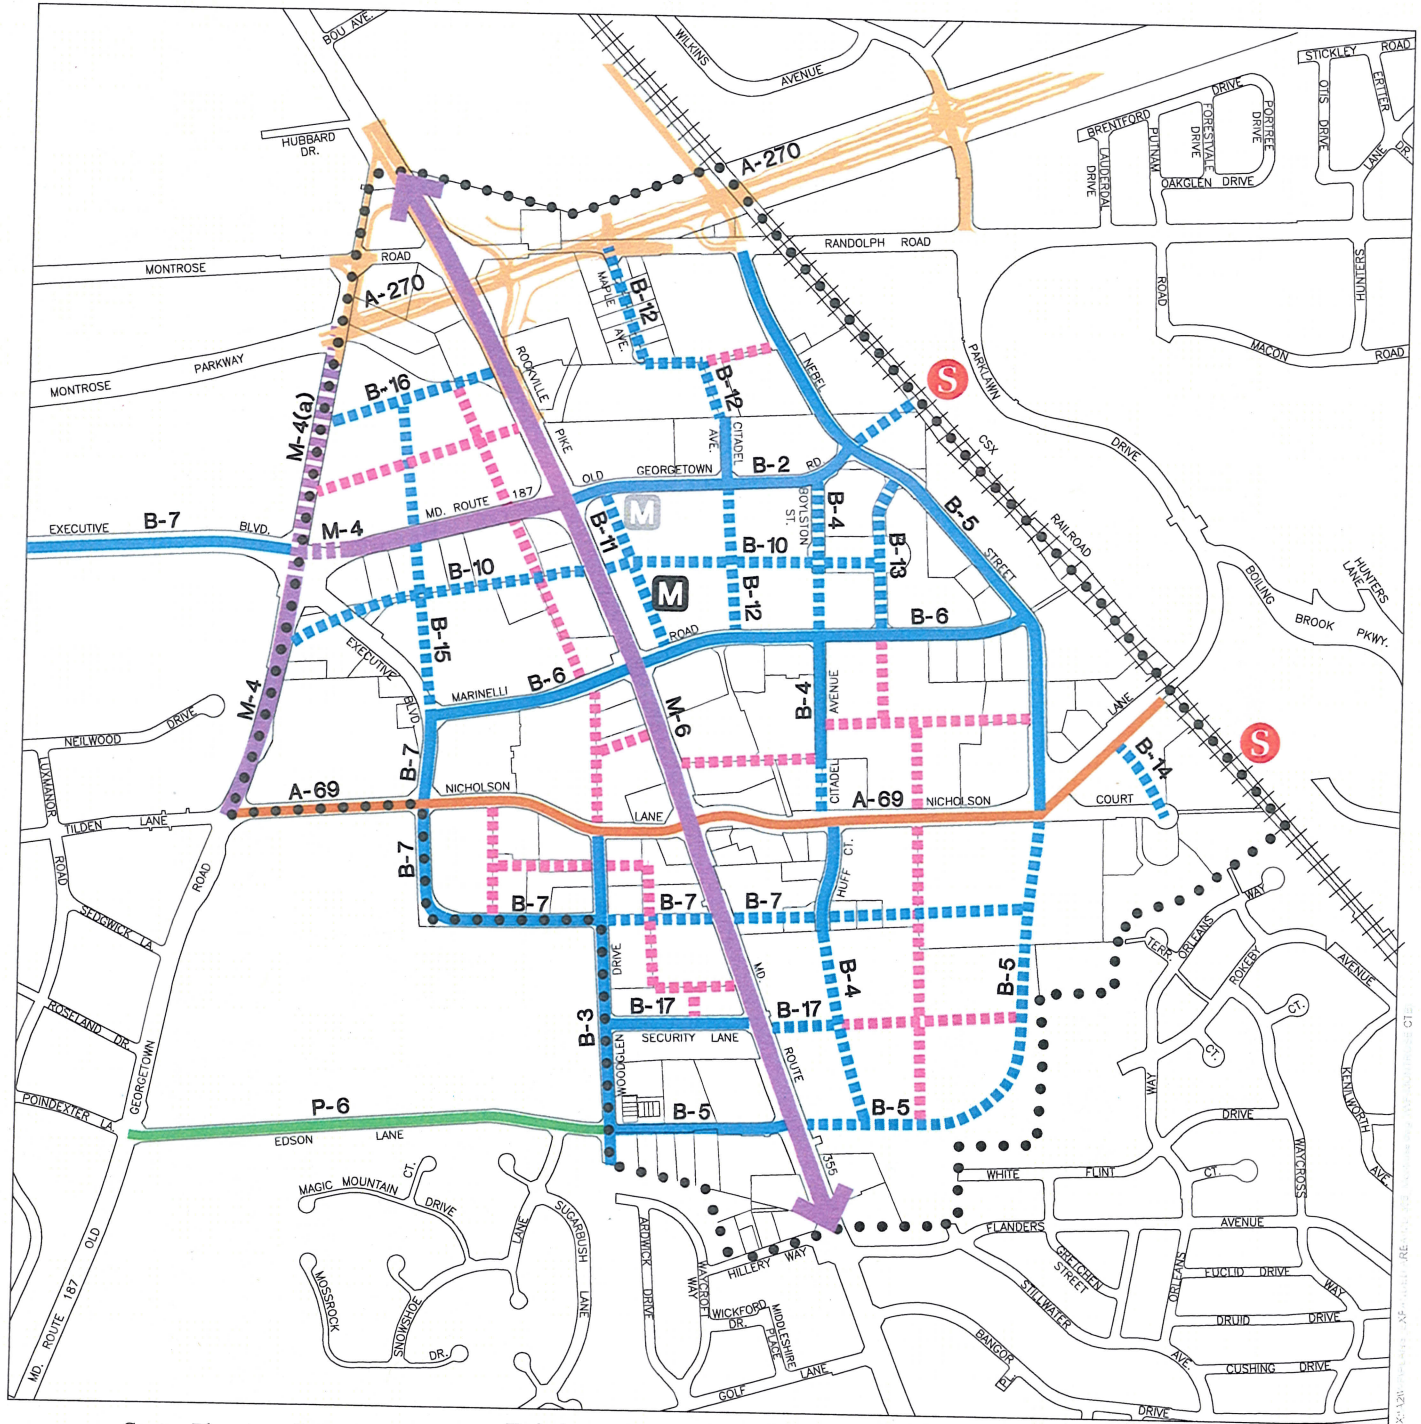 BOU AVE.
WILKINS
AVENUE
STICKLEY ROAD
OTIS DRIVE
ERTTER
DR.
LANE
BRENTFORD
DRIVE
PORTREE
DRIVE
FORESTVALE
DRIVE
PUTNAM
LAUDERDALE
DRIVE
OAKGLEN DRIVE
HUBBARD
DR.
A-270
RANDOLPH ROAD
MONTROSE
ROAD
A-270
MONTROSE
PARKWAY
MAPLE
AVE.
B-12
ROAD
HUNTERS
MACON
ROAD
PARKLAWN
DRIVE
NEBEL
ROCKVILLE
PIKE
B-16
M-4(a)
B-12
CITADEL
AVE.
S
CSX
RAILROAD
OLD
GEORGETOWN
B-2
RD
MD. ROUTE 187
M-4
EXECUTIVE
B-7
BLVD.
M
B-11
BOYLSTON
ST.
B-4
B-5
STREET
B-10
B-13
B-10
M
B-12
B-6
ROAD
B-15
EXECUTIVE
BLVD
MARINELLI
B-6
HUNTERS
LANE
BOILING
BROOK PKWY.
M-4
NEILWOOD
DRIVE
LUXMANOR
ROAD
TILDEN LANE
M-6
B-4
AVENUE
CITADEL
LANE
B-14
S
COURT
B-7
A-69
NICHOLSON
LANE
A-69
NICHOLSON
B-7
B-7
HUFF CT.
B-7
B-7
ROAD
SEDGWICK LA.
ROSELAND DR.
GEORGETOWN
POINDEXTER LA.
DRIVE
B-3
WOODGLEN
B-17
SECURITY LANE
MD.
B-17
ROUTE
B-4
B-5
B-5
B-5
355
P-6
EDSON LANE
WAY
ORLEANS
TERR.
ROKEBY
AVENUE
CT.
CT.
WAY
KENILWORTH
AVE.
DRIVE
WAYCROSS
WHITE FLINT
CT.
FLANDERS
AVENUE
GRETCHEN
STREET
ORLEANS
EUCLID DRIVE
WAY
STILLWATER
AVE.
DRUID DRIVE
CUSHING DRIVE
BANGOR
PL.
DRIVE
MAGIC MOUNTAIN
CT.
DRIVE
LANE
SUGARBUSH
LANE
MOSSROCK
SNOWSHOE
DR.
OLD
MD. ROUTE 187
HILLERY WAY
ARDWICK
DRIVE
WAYCROFT
WAY
WICKFORD
DR.
MIDDLESHIRE
PLACE
GOLF LANE